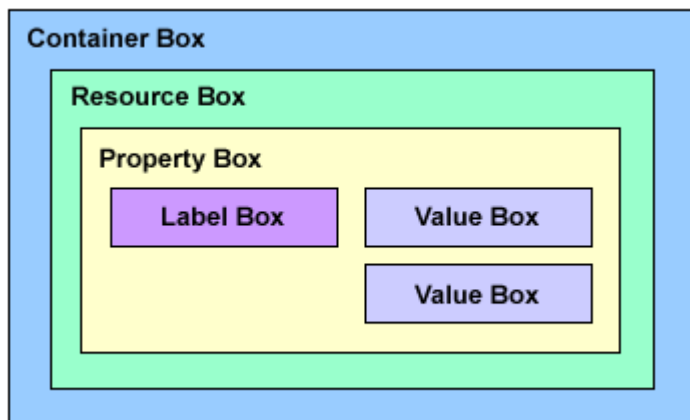 Container Box
Resource Box
Property Box
Label Box
Value Box
Value Box